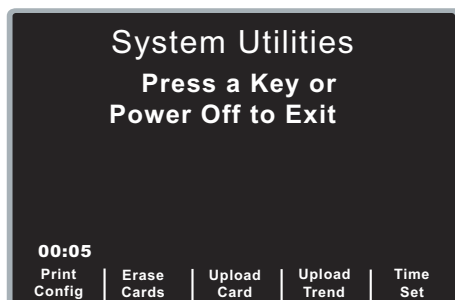 System Utilities
Press a Key or
Power Off to Exit
00:05
Print Config
Erase Cards
Upload Card
Upload Trend
Time Set